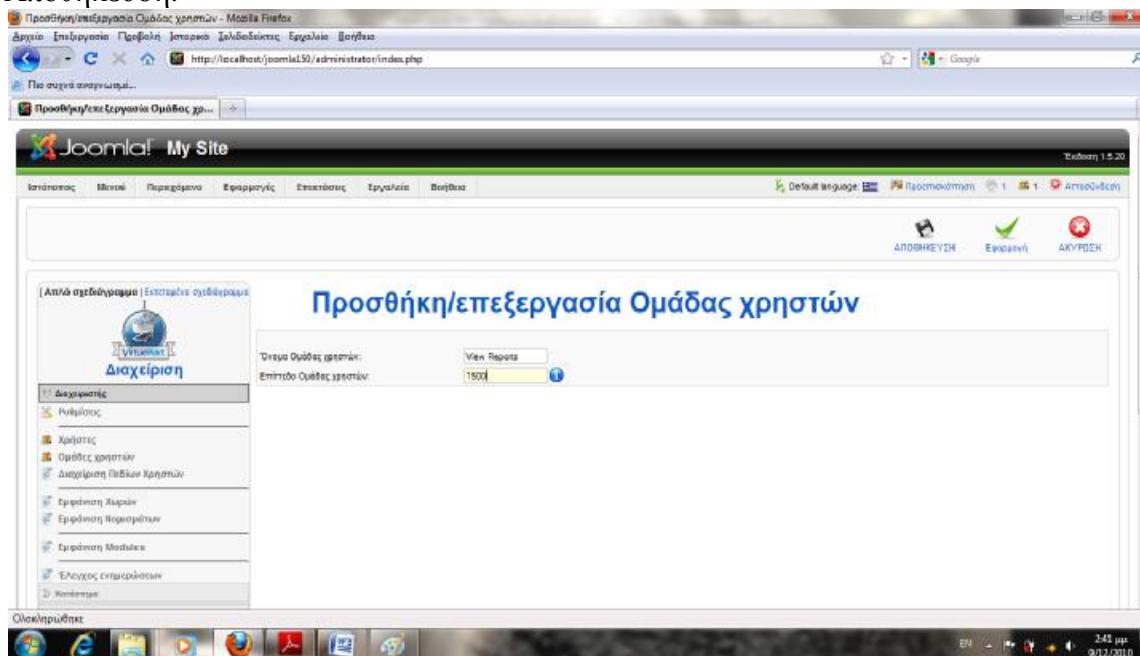 Προσθήκη/επεξεργασία Ομάδας χρηστών - Mozilla Firefox
Αρχείο Επεξεργασία Προβολή Ιστορικό Σελιδοδείκτες Εργαλεία Βοήθεια
http://localhost/joomla150/administrator/index.php
Google
Πιο συχνά αναγνωσμέ...
Προσθήκη/επεξεργασία Ομάδας χρ...
Joomla! My Site
Έκδοση 1.5.20
Ιστότοπος Μενού Περιεχόμενο Εφαρμογές Επεκτάσεις Εργαλεία Βοήθεια
Default language: Προεπισκόπηση 1 1 Αποσύνδεση
ΑΠΟΘΗΚΕΥΣΗ Εφαρμογή ΑΚΥΡΩΣΗ
[ Απλό σχεδιάγραμμα | Εκτεταμένο σχεδιάγραμμα
Προσθήκη/επεξεργασία Ομάδας χρηστών
VirtueMart
Διαχείριση
Όνομα Ομάδας χρηστών: View Reports
Επίπεδο Ομάδας χρηστών: 1500
Διαχειριστής
Ρυθμίσεις
Χρήστες
Ομάδες χρηστών
Διαχείριση Πεδίων Χρηστών
Εμφάνιση Χωρών
Εμφάνιση Νομισμάτων
Εμφάνιση Modules
Έλεγχος ενημερώσεων
Κατάστημα
Ολοκληρώθηκε
EN
2:41 μμ
9/12/2010